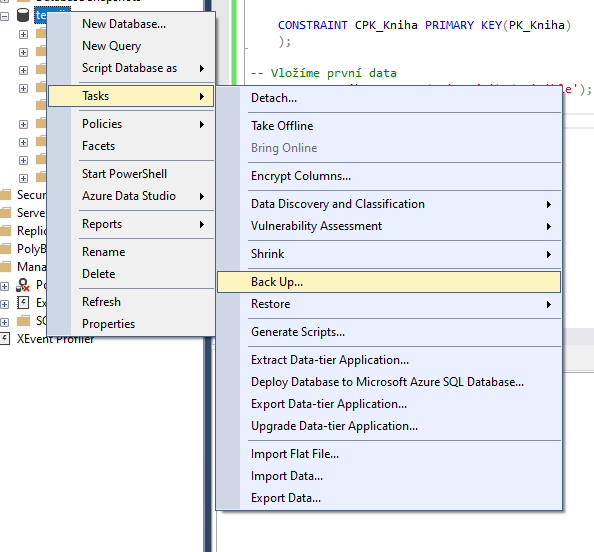 CONSTRAINT CPK_Kniha PRIMARY KEY(PK_Kniha)
);
-- Vložíme první data
');
New Database...
New Query
Script Database as
Tasks
Policies
Facets
Start PowerShell
Azure Data Studio
Reports
Rename
Delete
Refresh
Properties
Detach...
Take Offline
Bring Online
Encrypt Columns...
Data Discovery and Classification
Vulnerability Assessment
Shrink
Back Up...
Restore
Generate Scripts...
Extract Data-tier Application...
Deploy Database to Microsoft Azure SQL Database...
Export Data-tier Application...
Upgrade Data-tier Application...
Import Flat File...
Import Data...
Export Data...
Secur
Serve
Replic
PolyB
Mana
Po
Ex
SQ
XEvent Profiler